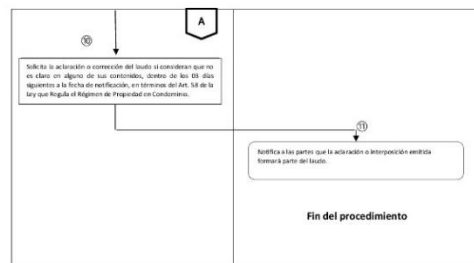 A
10
Solicita la aclaración o corrección del laudo si consideran que no
es claro en alguno de sus contenidos, dentro de los 03 días
siguientes a la fecha de notificación, en términos del Art. 58 de la
Ley que Regula el Régimen de Propiedad en Condominio.
11
Notifica a las partes que la aclaración o interposición emitida
formará parte del laudo.
Fin del procedimiento